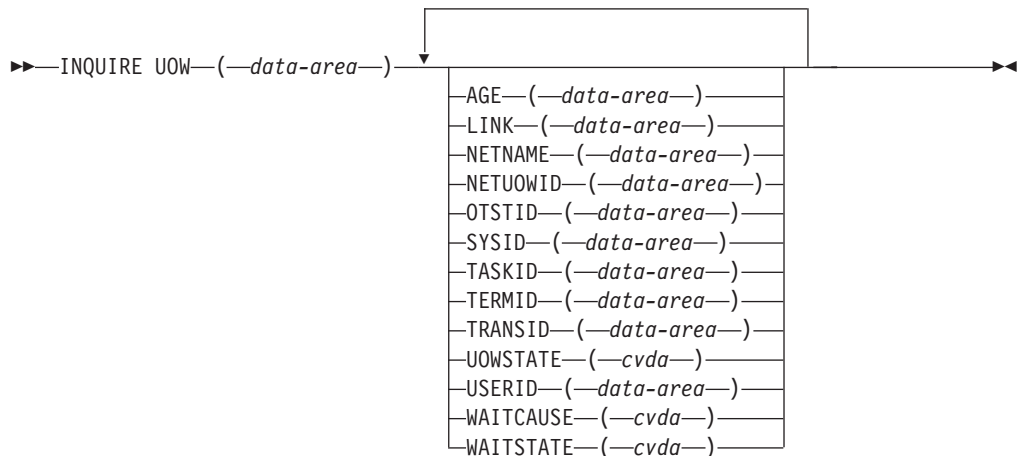 INQUIRE UOW ( data-area )
AGE ( data-area )
LINK ( data-area )
NETNAME ( data-area )
NETUOWID ( data-area )
OTSTID ( data-area )
SYSID ( data-area )
TASKID ( data-area )
TERMID ( data-area )
TRANSID ( data-area )
UOWSTATE ( cvda )
USERID ( data-area )
WAITCAUSE ( cvda )
WAITSTATE ( cvda )